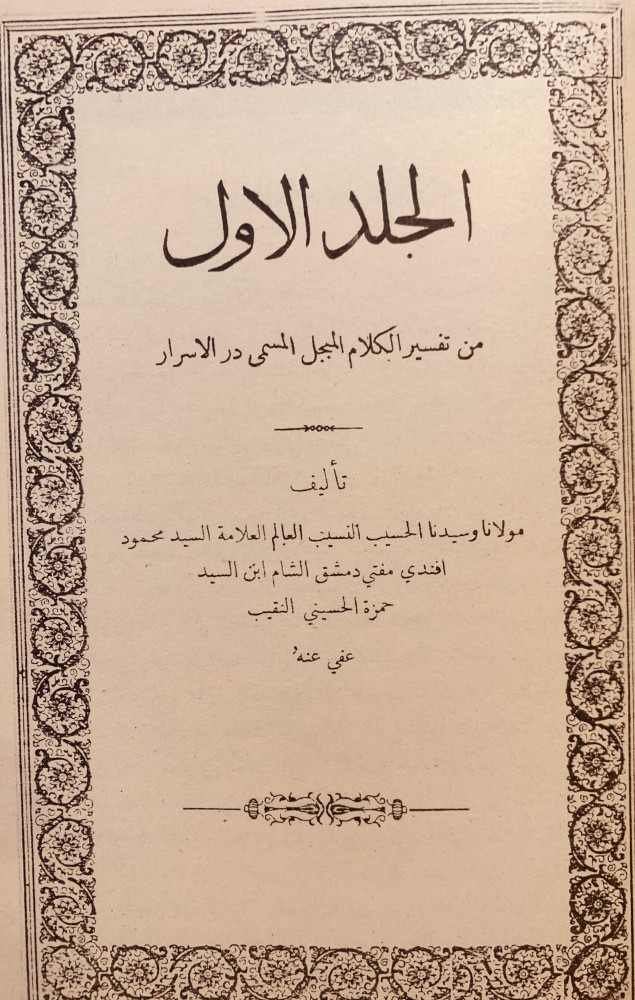 المجلد الاول
من تفسير الكلام المبجل المسمى در الاسرار
تأليف
مولانا وسيدنا الحسيب النسيب العالم العلامة السيد محمود
افندي مفتي دمشق الشام ابن السيد
حمزة الحسيني النقيب
عفي عنهُ